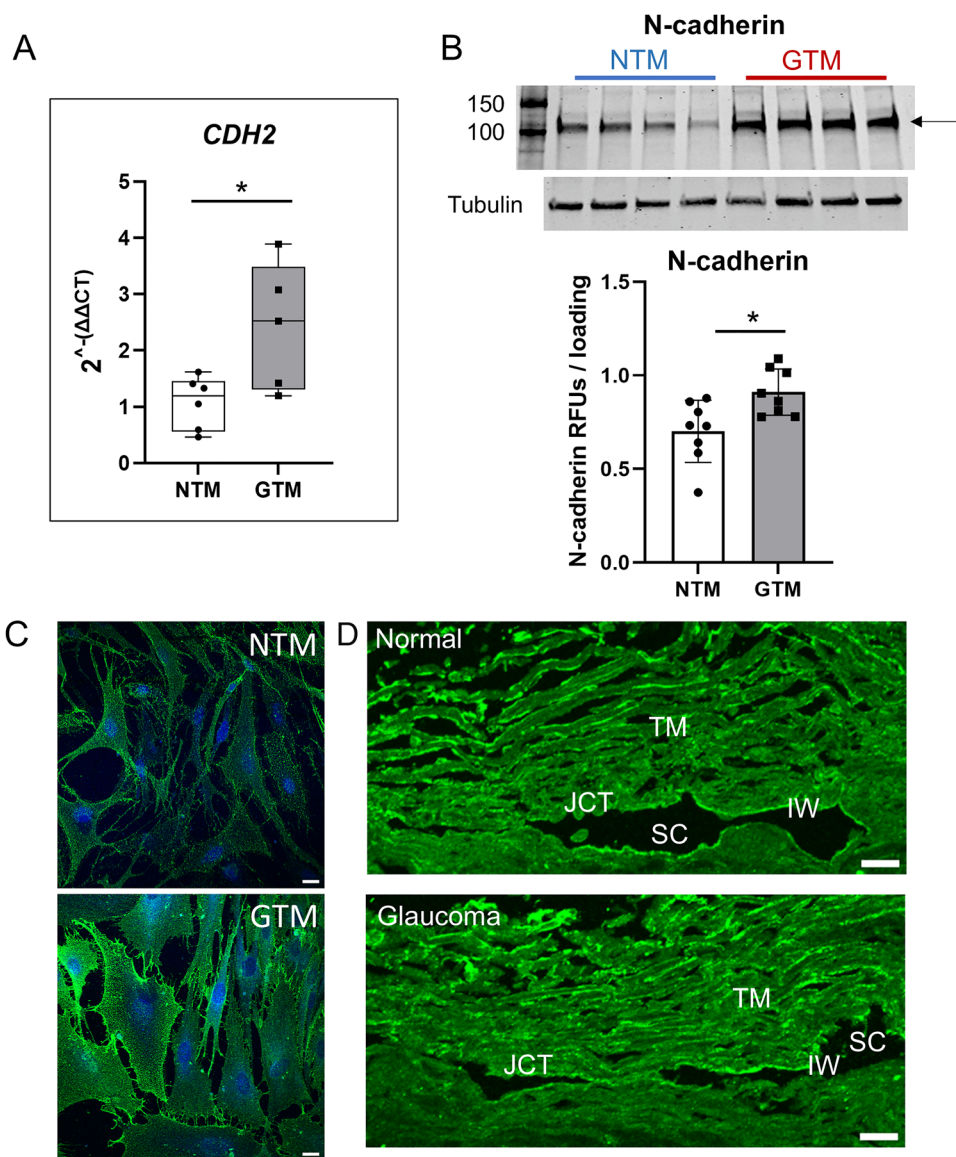 A
CDH2
*
5
4
3
2
1
0
2^-(ΔΔCT)
NTM GTM
B
N-cadherin
NTM GTM
150
100
Tubulin
N-cadherin
*
1.5
1.0
0.5
0.0
N-cadherin RFUs / loading
NTM GTM
C
NTM
GTM
D
Normal
TM
JCT
IW
SC
Glaucoma
TM
SC
JCT
IW